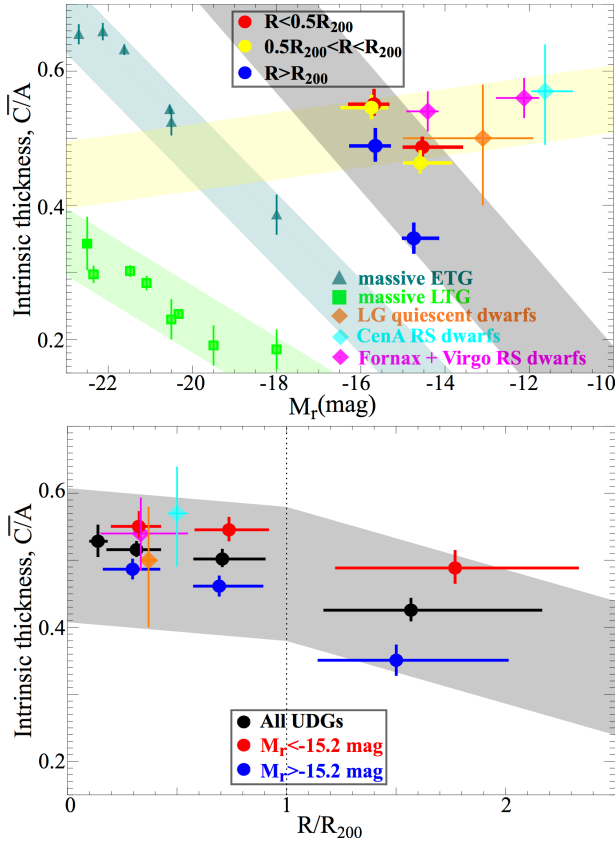 R<0.5R200
0.5R200<R<R200
R>R200
Intrinsic thickness, C/A
0.6
0.4
0.2
massive ETG
massive LTG
LG quiescent dwarfs
CenA RS dwarfs
Fornax + Virgo RS dwarfs
-22 -20 -18 -16 -14 -12 -10
Mr(mag)
Intrinsic thickness, C/A
0.6
0.4
0.2
All UDGs
Mr<-15.2 mag
Mr>-15.2 mag
0 1 2
R/R200